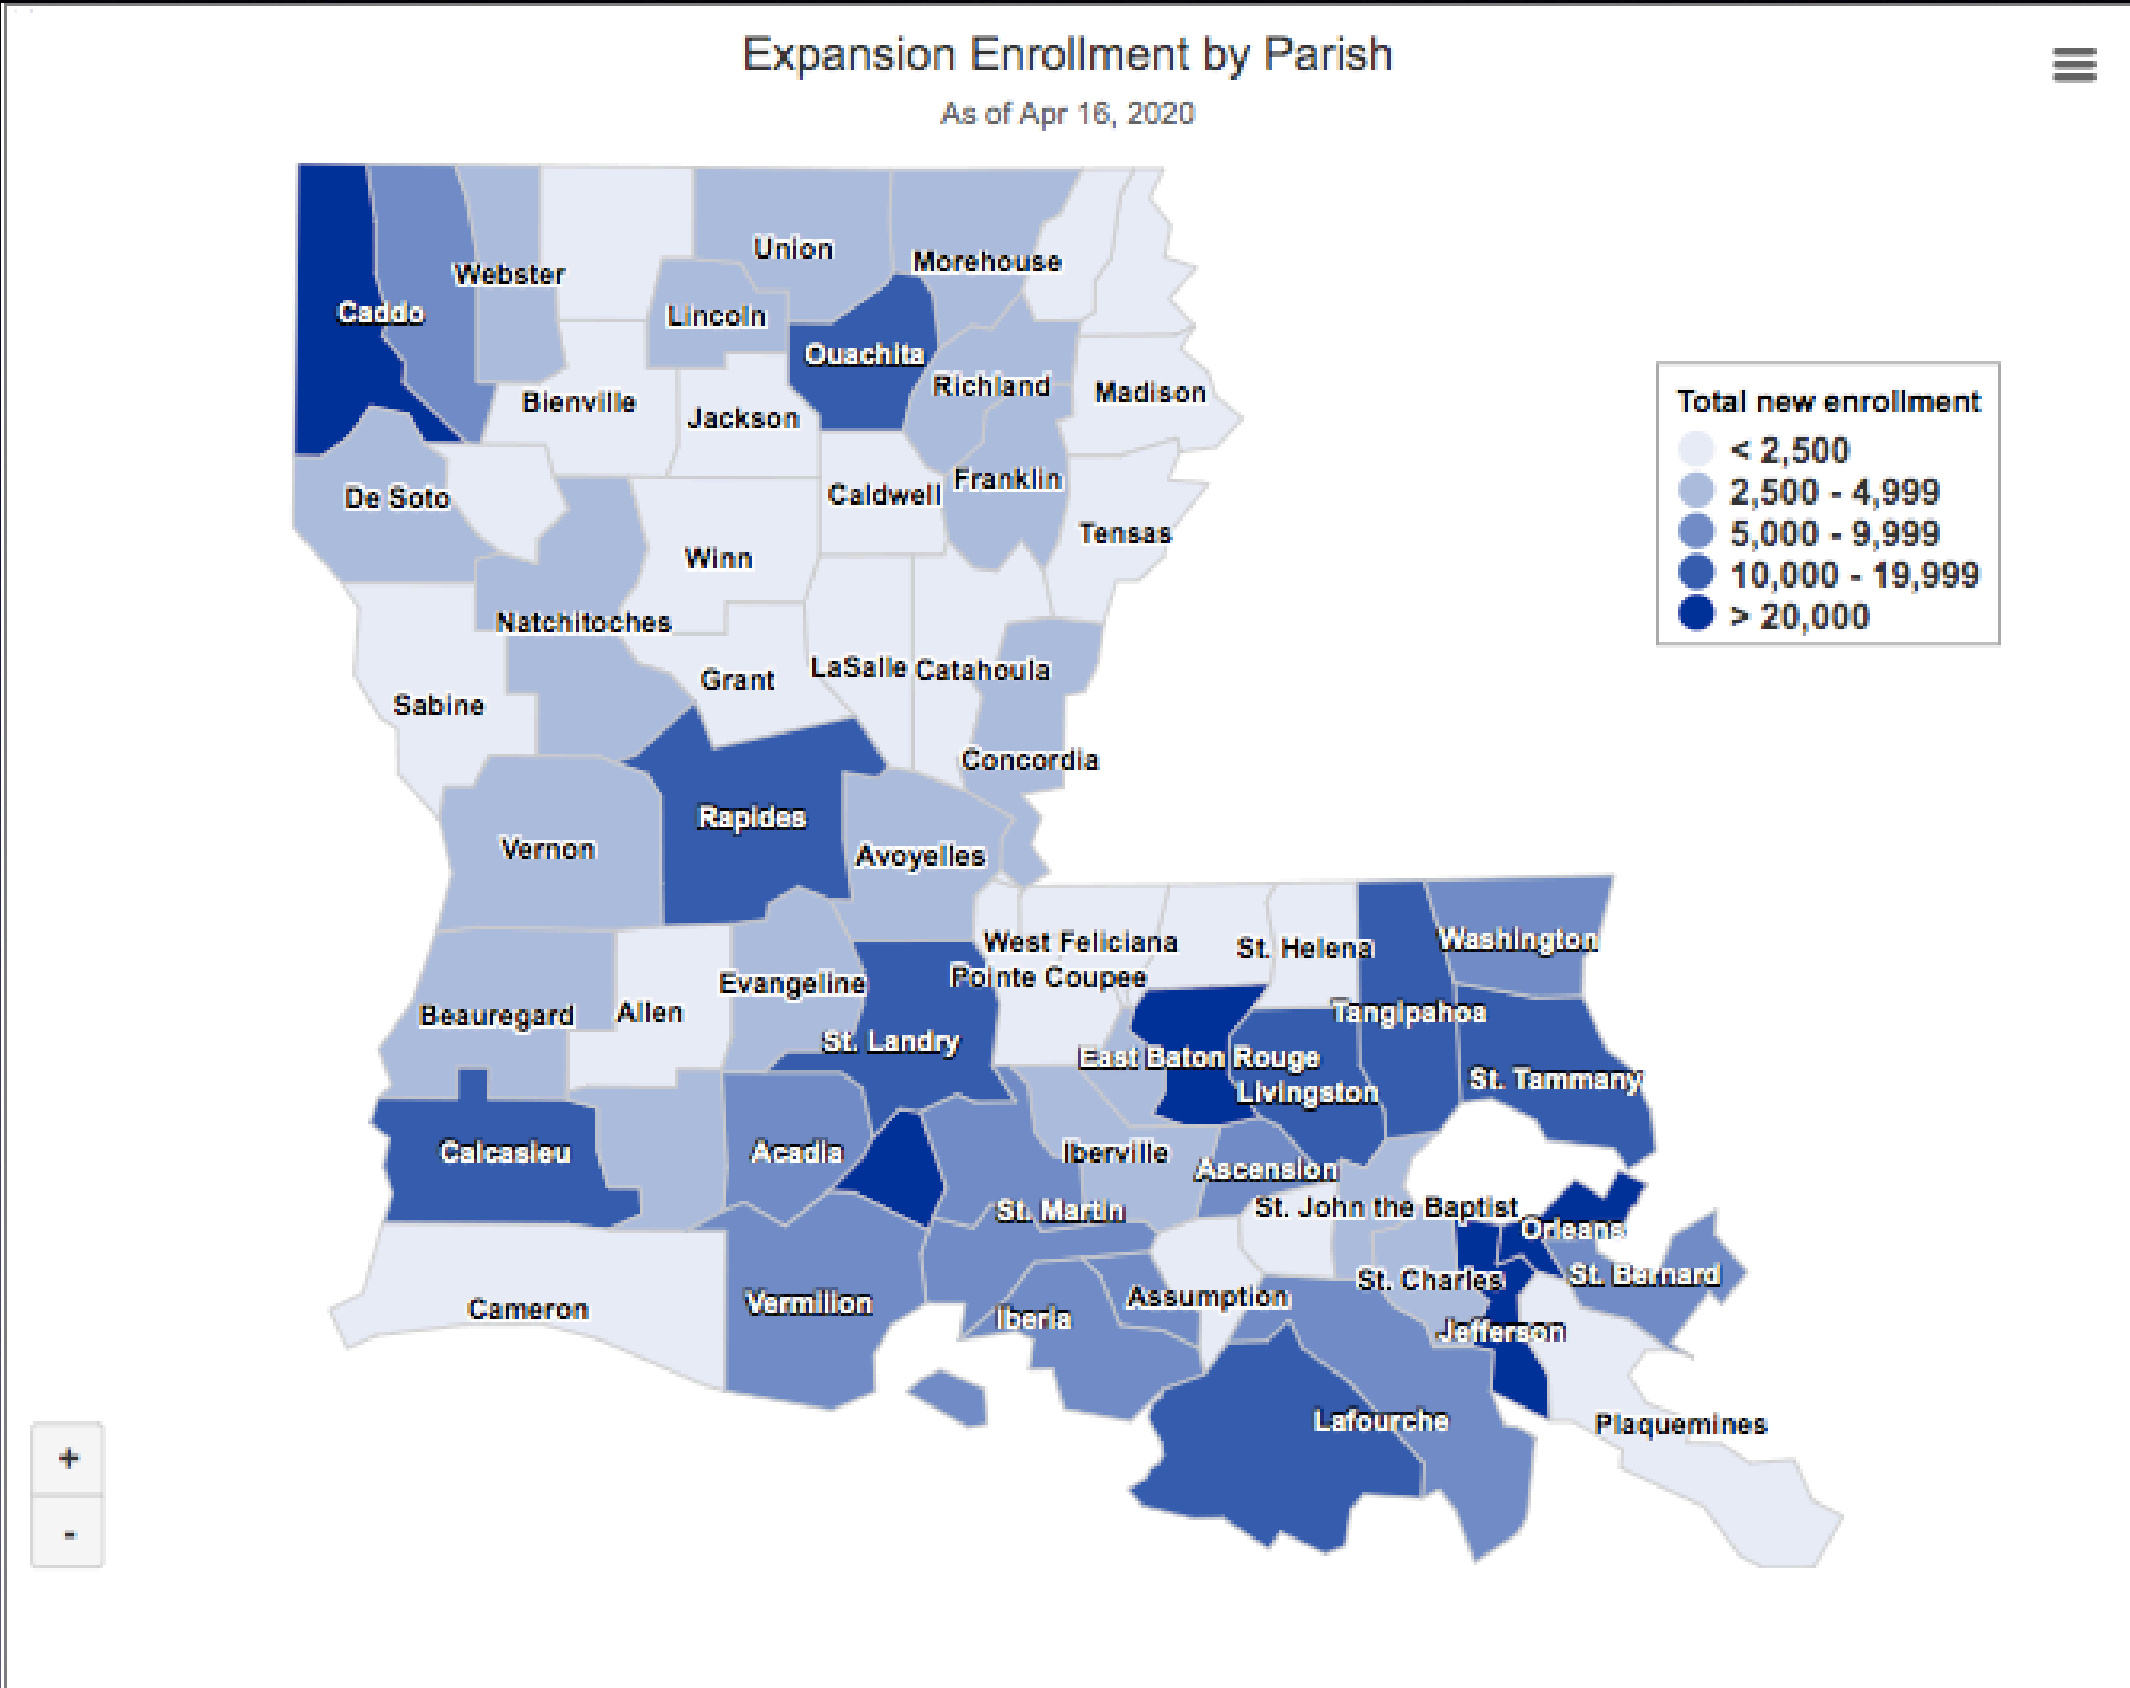 Expansion Enrollment by Parish
As of Apr 16, 2020
Union
Morehouse
Webster
Caddo
Lincoln
Ouachita
Richland
Madison
Bienville
Jackson
Total new enrollment
< 2,500
2,500 - 4,999
5,000 - 9,999
10,000 - 19,999
> 20,000
De Soto
Caldwell
Franklin
Tensas
Winn
Natchitoches
Grant
LaSalle
Catahoula
Sabine
Concordia
Rapides
Vernon
Avoyelles
West Feliciana
St. Helena
Washington
Pointe Coupee
Evangeline
Beauregard
Allen
Tangipahoa
St. Landry
East Baton Rouge
Livingston
St. Tammany
Calcasieu
Acadia
Iberville
Ascension
St. Martin
St. John the Baptist
Orleans
St. Charles
St. Bernard
Cameron
Vermilion
Iberia
Assumption
Jefferson
Lafourche
Plaquemines
+
-